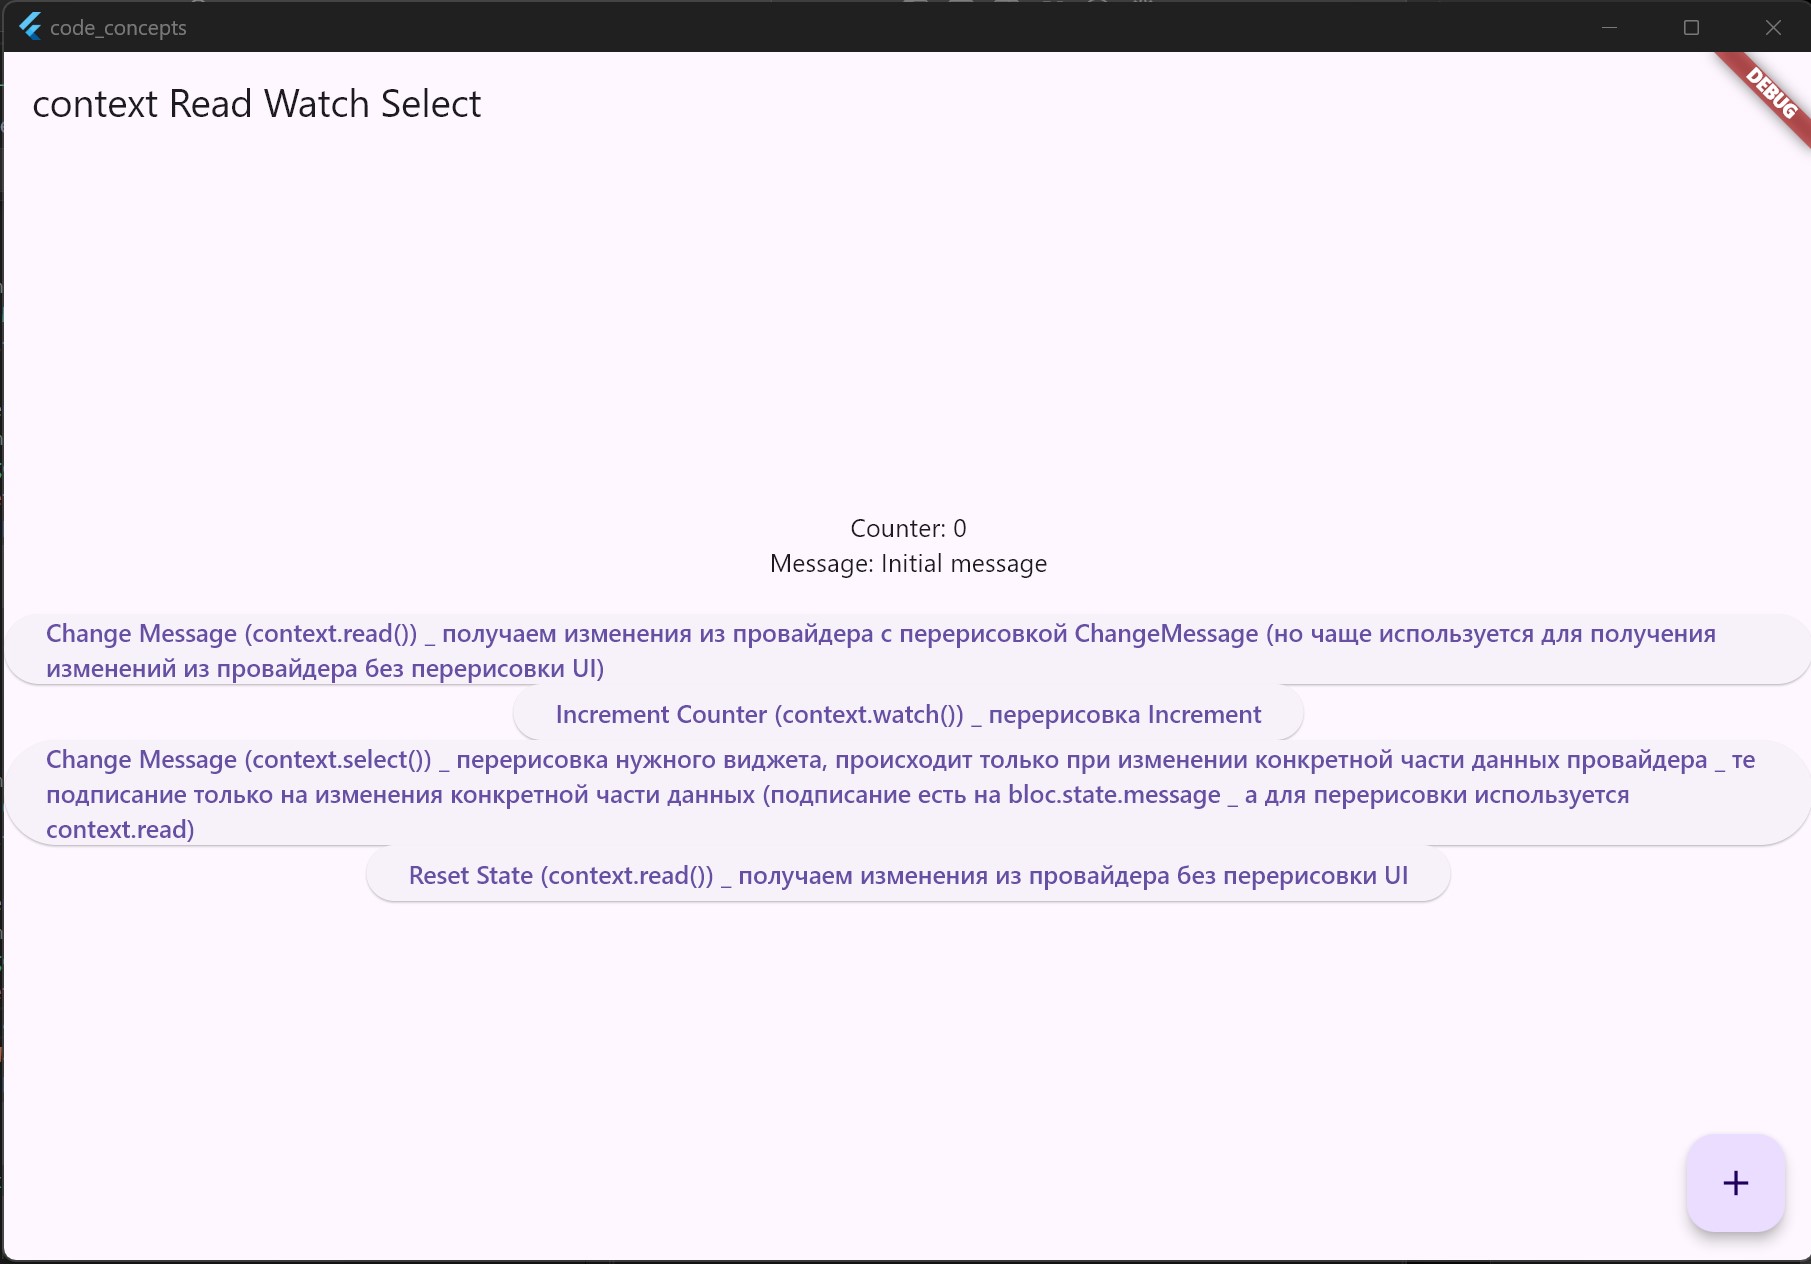 code_concepts
context Read Watch Select
DEBUG
Counter: 0
Message: Initial message
Change Message (context.read()) _ получаем изменения из провайдера с перерисовкой ChangeMessage (но чаще используется для получения
изменений из провайдера без перерисовки UI)
Increment Counter (context.watch()) _ перерисовка Increment
Change Message (context.select()) _ перерисовка нужного виджета, происходит только при изменении конкретной части данных провайдера _ те
подписание только на изменения конкретной части данных (подписание есть на bloc.state.message _ а для перерисовки используется
context.read)
Reset State (context.read()) _ получаем изменения из провайдера без перерисовки UI
+